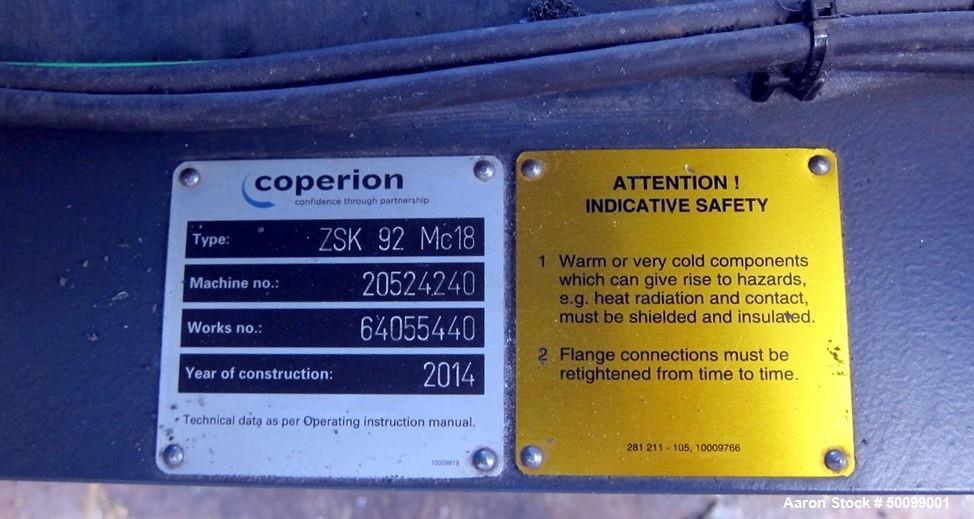 coperion
confidence through partnership
Type: ZSK 92 Mc18
Machine no.: 20524240
Works no.: 64055440
Year of construction: 2014
Technical data as per Operating instruction manual.
10009819
ATTENTION !
INDICATIVE SAFETY
1 Warm or very cold components
which can give rise to hazards,
e.g. heat radiation and contact,
must be shielded and insulated.
2 Flange connections must be
retightened from time to time.
281 211 - 105, 10009766
Aaron Stock # 50099001